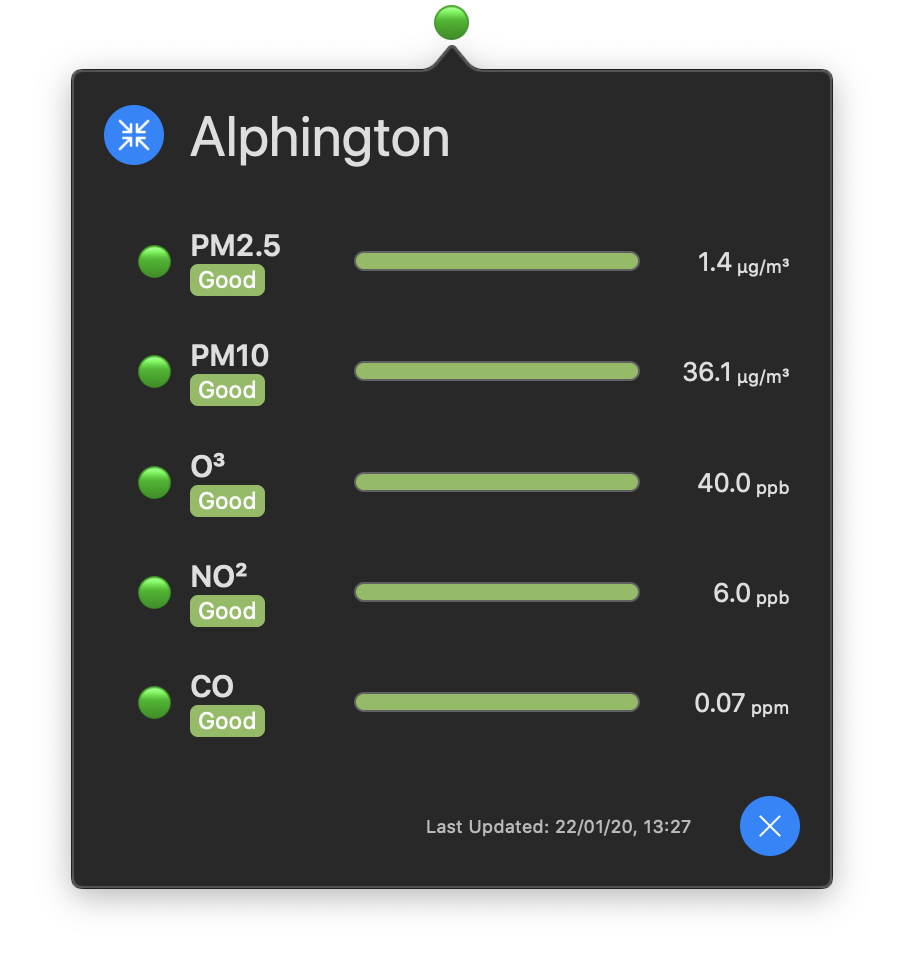 Alphington
PM2.5
Good
1.4 µg/m³
PM10
Good
36.1 µg/m³
O³
Good
40.0 ppb
NO²
Good
6.0 ppb
CO
Good
0.07 ppm
Last Updated: 22/01/20, 13:27